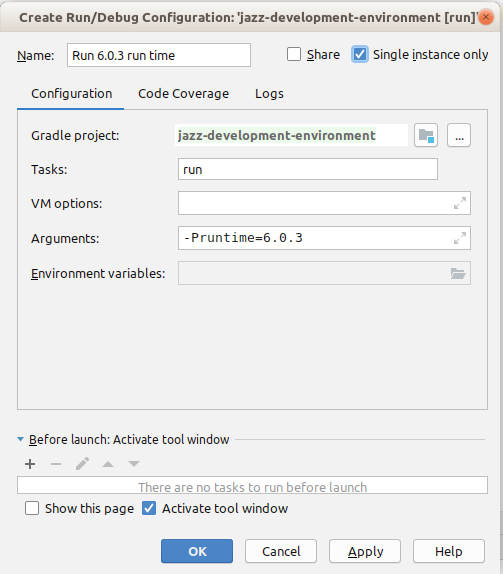 Create Run/Debug Configuration: 'jazz-development-environment [run]'
Name: Run 6.0.3 run time Share Single instance only
Configuration Code Coverage Logs
Gradle project: jazz-development-environment ...
Tasks: run
VM options:
Arguments: -Pruntime=6.0.3
Environment variables:
Before launch: Activate tool window
There are no tasks to run before launch
Show this page Activate tool window
OK Cancel Apply Help